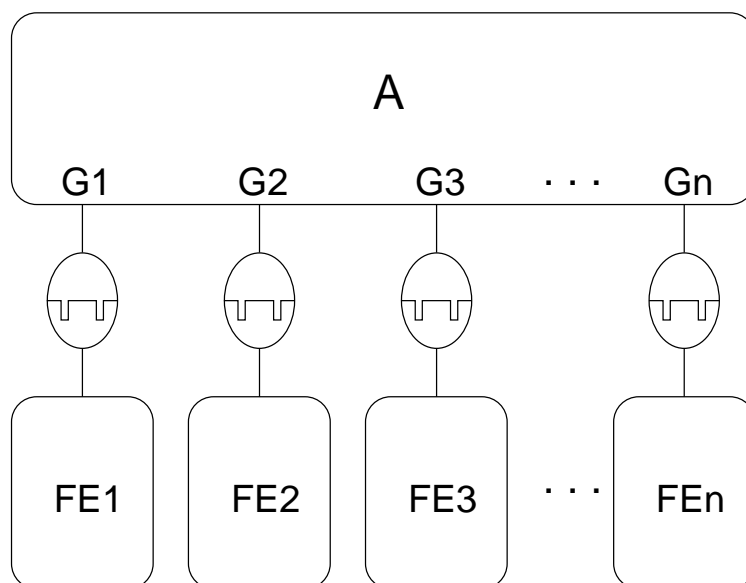 A
G1 G2 G3 . . . Gn
FE1 FE2 FE3 . . . FEn